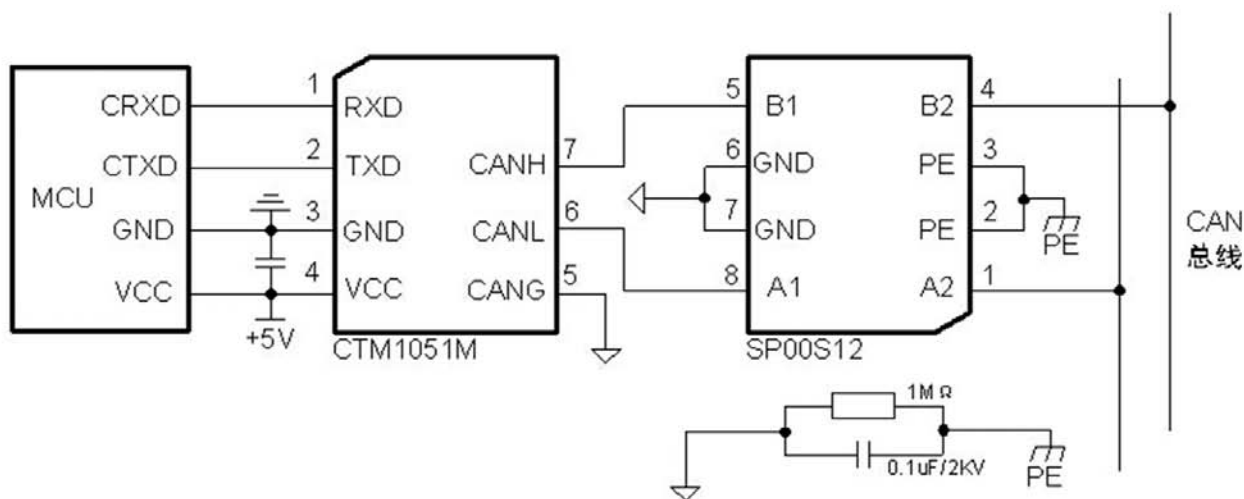 MCU
CRXD
CTXD
GND
VCC
1
2
3
4
+5V
RXD
TXD
GND
VCC
CANH
CANL
CANG
7
6
5
CTM1051M
5
6
7
8
B1
GND
GND
A1
B2
PE
PE
A2
4
3
2
1
SP00S12
PE
CAN
总线
1MΩ
0.1uF/2KV
PE